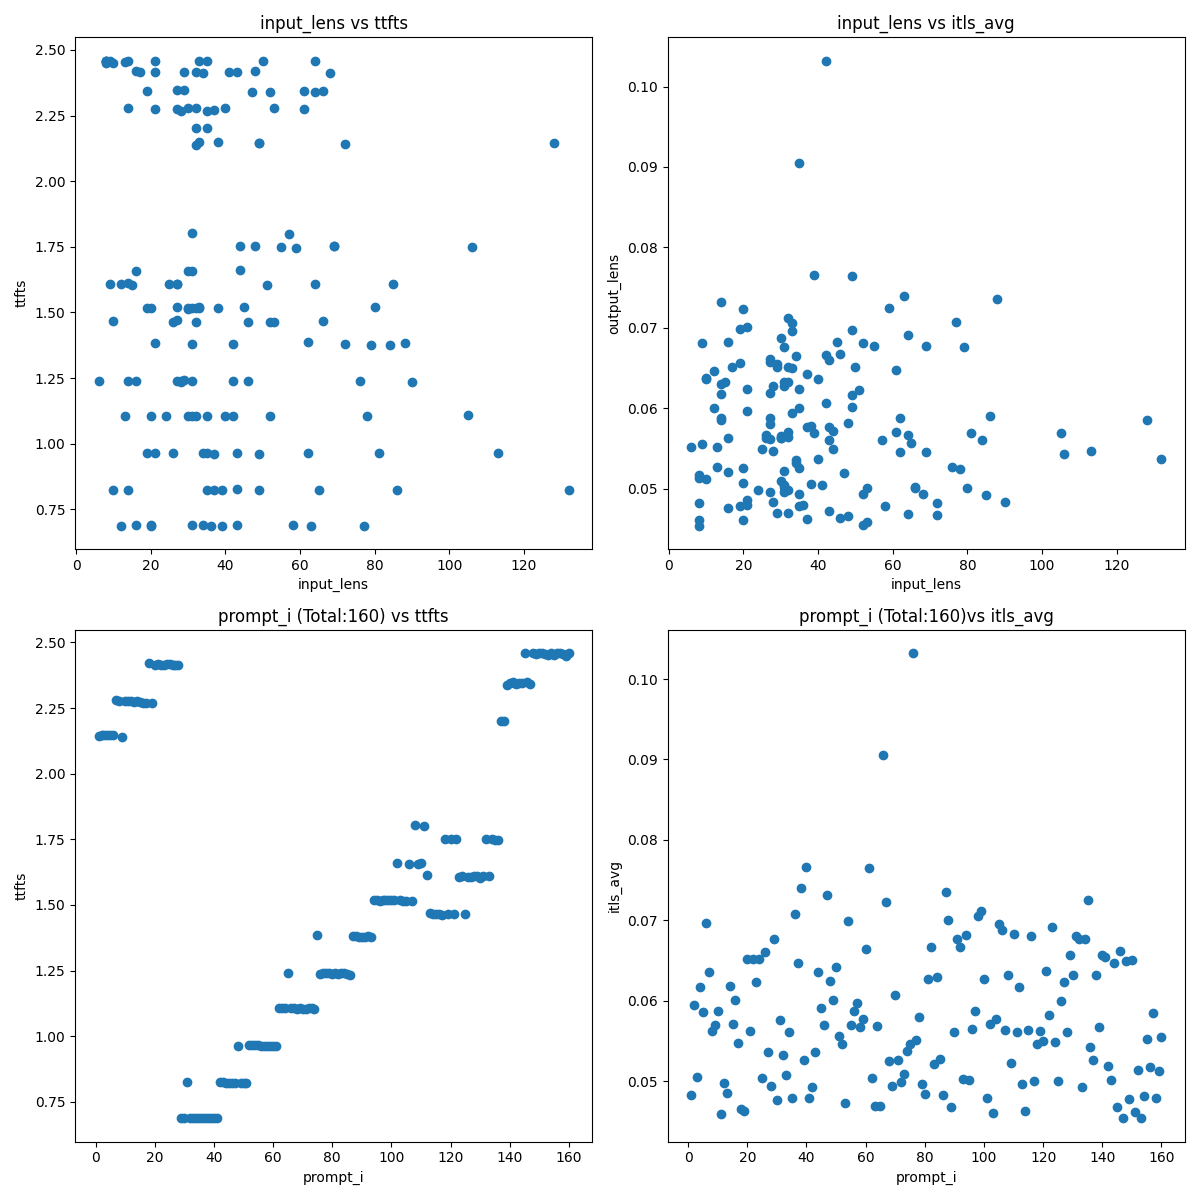 input_lens vs ttfts
2.50
2.25
2.00
1.75
1.50
1.25
1.00
0.75
ttfts
0 20 40 60 80 100 120
input_lens
input_lens vs itls_avg
0.10
0.09
0.08
0.07
0.06
0.05
output_lens
0 20 40 60 80 100 120
input_lens
prompt_i (Total:160) vs ttfts
2.50
2.25
2.00
1.75
1.50
1.25
1.00
0.75
ttfts
0 20 40 60 80 100 120 140 160
prompt_i
prompt_i (Total:160)vs itls_avg
0.10
0.09
0.08
0.07
0.06
0.05
itls_avg
0 20 40 60 80 100 120 140 160
prompt_i